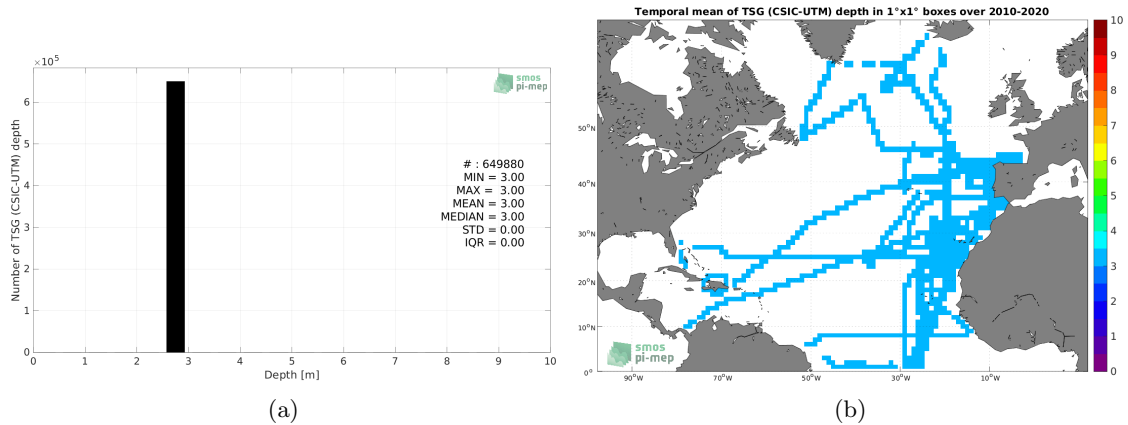 ×10⁵
6
5
4
3
2
1
0
Number of TSG (CSIC-UTM) depth
smos
pi-mep
# : 649880
MIN = 3.00
MAX = 3.00
MEAN = 3.00
MEDIAN = 3.00
STD = 0.00
IQR = 0.00
0 1 2 3 4 5 6 7 8 9 10
Depth [m]
(a)
Temporal mean of TSG (CSIC-UTM) depth in 1°x1° boxes over 2010-2020
50°N
40°N
30°N
20°N
10°N
0°
90°W 70°W 50°W 30°W 10°W
smos
pi-mep
10
9
8
7
6
5
4
3
2
1
0
(b)